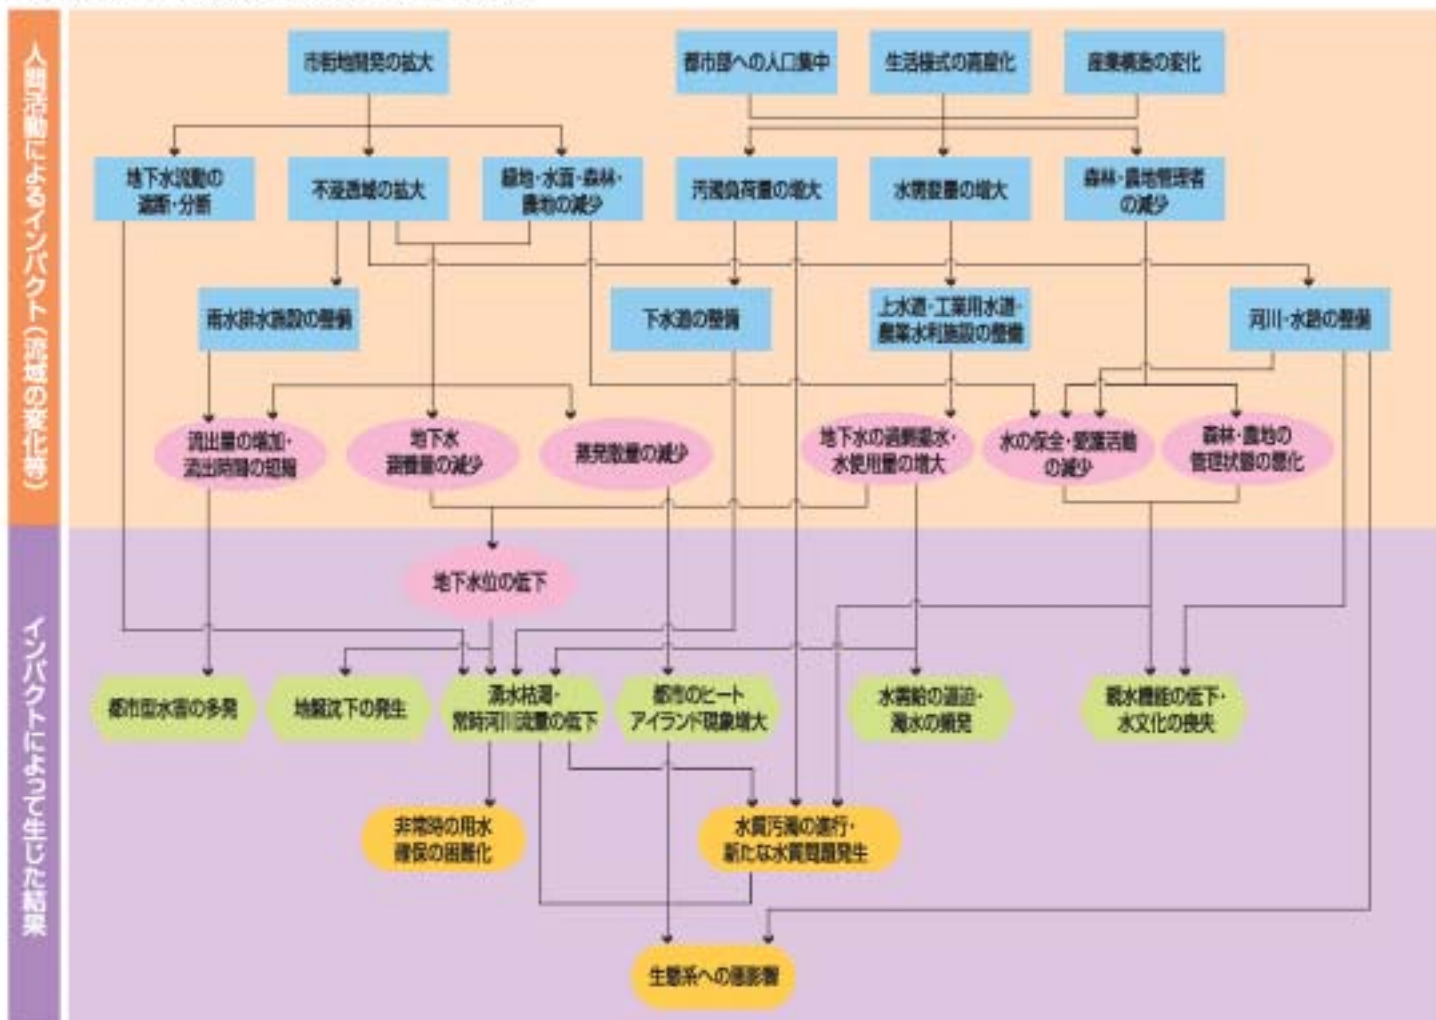 人間活動によるインパクト(流域の変化等)
市街地開発の拡大
都市部への人口集中
生活様式の高度化
産業構造の変化
地下水流動の
遮断・分断
不浸透域の拡大
緑地・水面・森林・
農地の減少
汚濁負荷量の増大
水需要量の増大
森林・農地管理者
の減少
雨水排水施設の整備
下水道の整備
上水道・工業用水道・
農業水利施設の整備
河川・水路の整備
流出量の増加・
流出時間の短縮
地下水
涵養量の減少
蒸発散量の減少
地下水の過剰揚水・
水使用量の増大
水の保全・愛護活動
の減少
森林・農地の
管理状態の悪化
インパクトによって生じた結果
地下水位の低下
都市型水害の多発
地盤沈下の発生
湧水枯渇・
常時河川流量の低下
都市のヒート
アイランド現象増大
水需給の逼迫・
渇水の頻発
親水機能の低下・
水文化の喪失
非常時の用水
確保の困難化
水質汚濁の進行・
新たな水質問題発生
生態系への悪影響